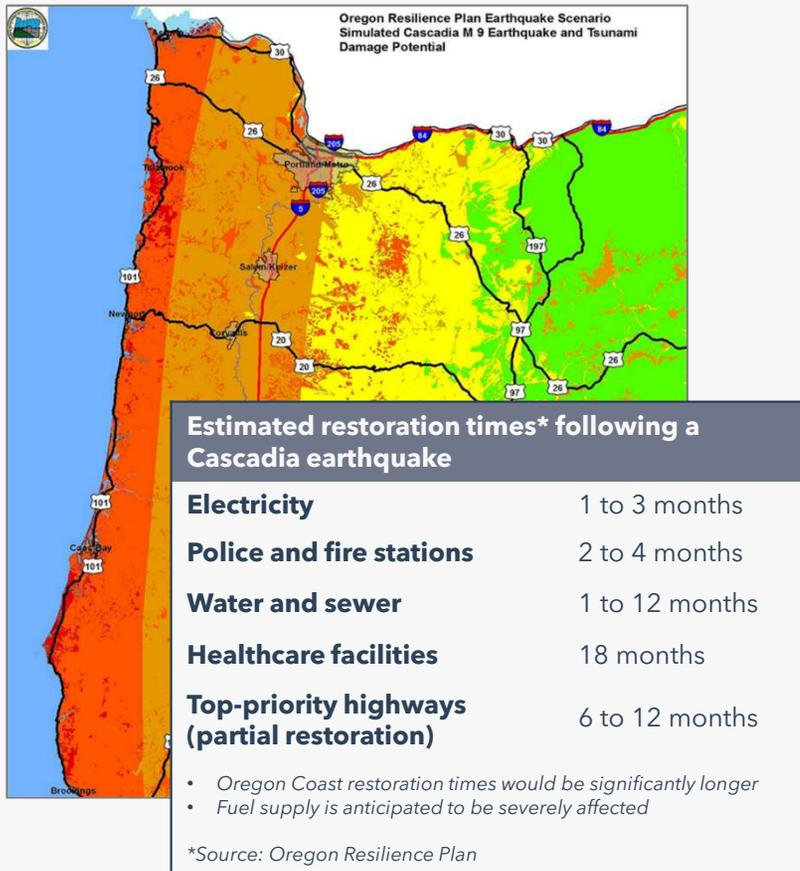 Oregon Resilience Plan Earthquake Scenario
Simulated Cascadia M 9 Earthquake and Tsunami
Damage Potential
30
26
26
205
84
30
30
84
Portland Metro
Tillamook
26
205
5
26
197
Salem/Keizer
101
Newport
97
Corvallis
20
26
20
97
26
Estimated restoration times* following a
Cascadia earthquake
Electricity 1 to 3 months
101
Police and fire stations 2 to 4 months
Coos Bay
101
Water and sewer 1 to 12 months
Healthcare facilities 18 months
Top-priority highways
(partial restoration) 6 to 12 months
• Oregon Coast restoration times would be significantly longer
Brookings
• Fuel supply is anticipated to be severely affected
*Source: Oregon Resilience Plan